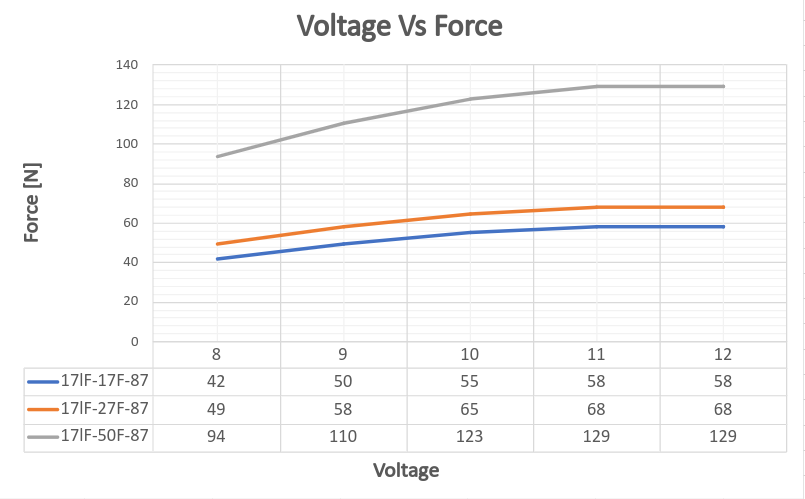 Voltage Vs Force
140
120
100
80
60
40
20
0
Force [N]
8 9 10 11 12
17lF-17F-87 42 50 55 58 58
17lF-27F-87 49 58 65 68 68
17lF-50F-87 94 110 123 129 129
Voltage